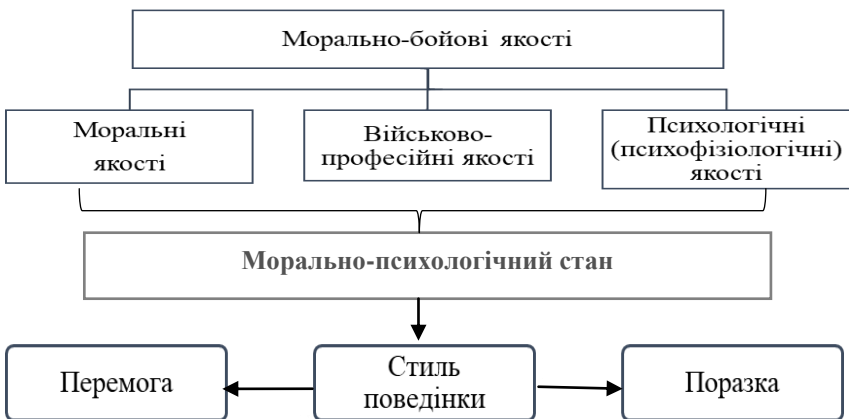 Морально-бойові якості
Моральні
якості
Військово-
професійні якості
Психологічні
(психофізіологічні)
якості
Морально-психологічний стан
Перемога
Стиль
поведінки
Поразка